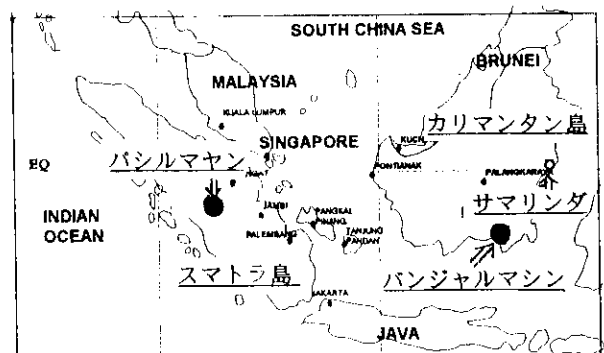 SOUTH CHINA SEA
BRUNEI
MALAYSIA
KUALA LUMPUR
カリマンタン島
SINGAPORE
KUCH
パシルマヤン
EQ
PONTIANAK
PALANGKARAYA
サマリンダ
INDIAN
OCEAN
JAMBI
PANGKAL
PINANG
PALEMBANG
TANJUNG
PANDAN
スマトラ島
バンジャルマシン
JAKARTA
JAVA